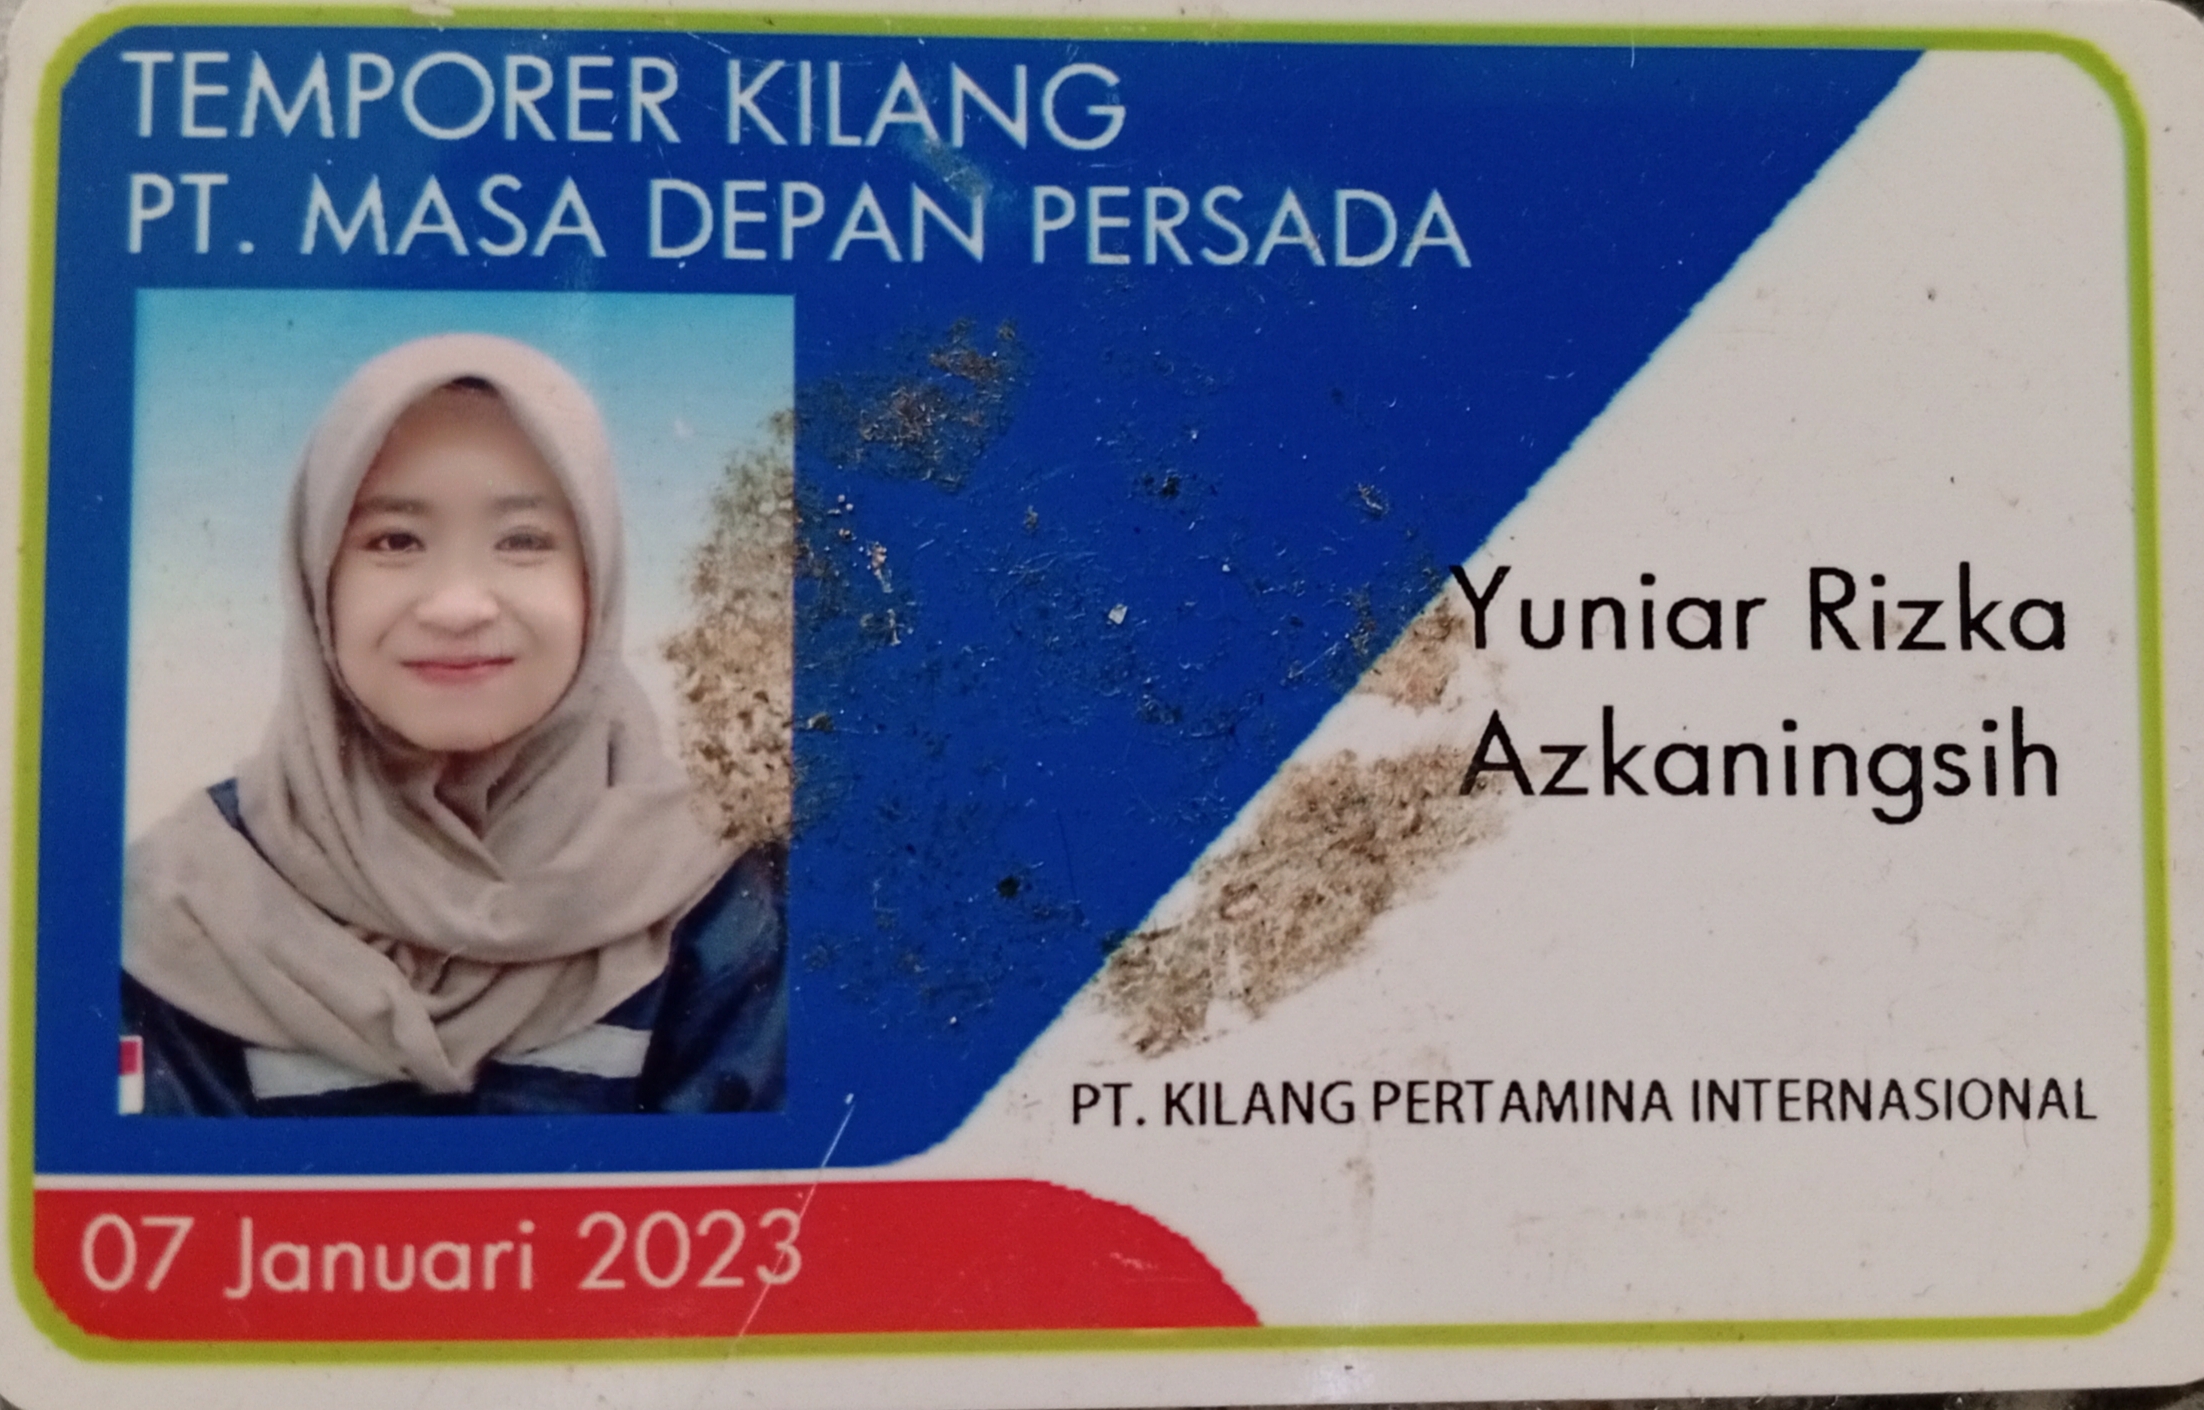 TEMPORER KILANG
PT. MASA DEPAN PERSADA
Yuniar Rizka
Azkaningsih
PT. KILANG PERTAMINA INTERNASIONAL
07 Januari 2023